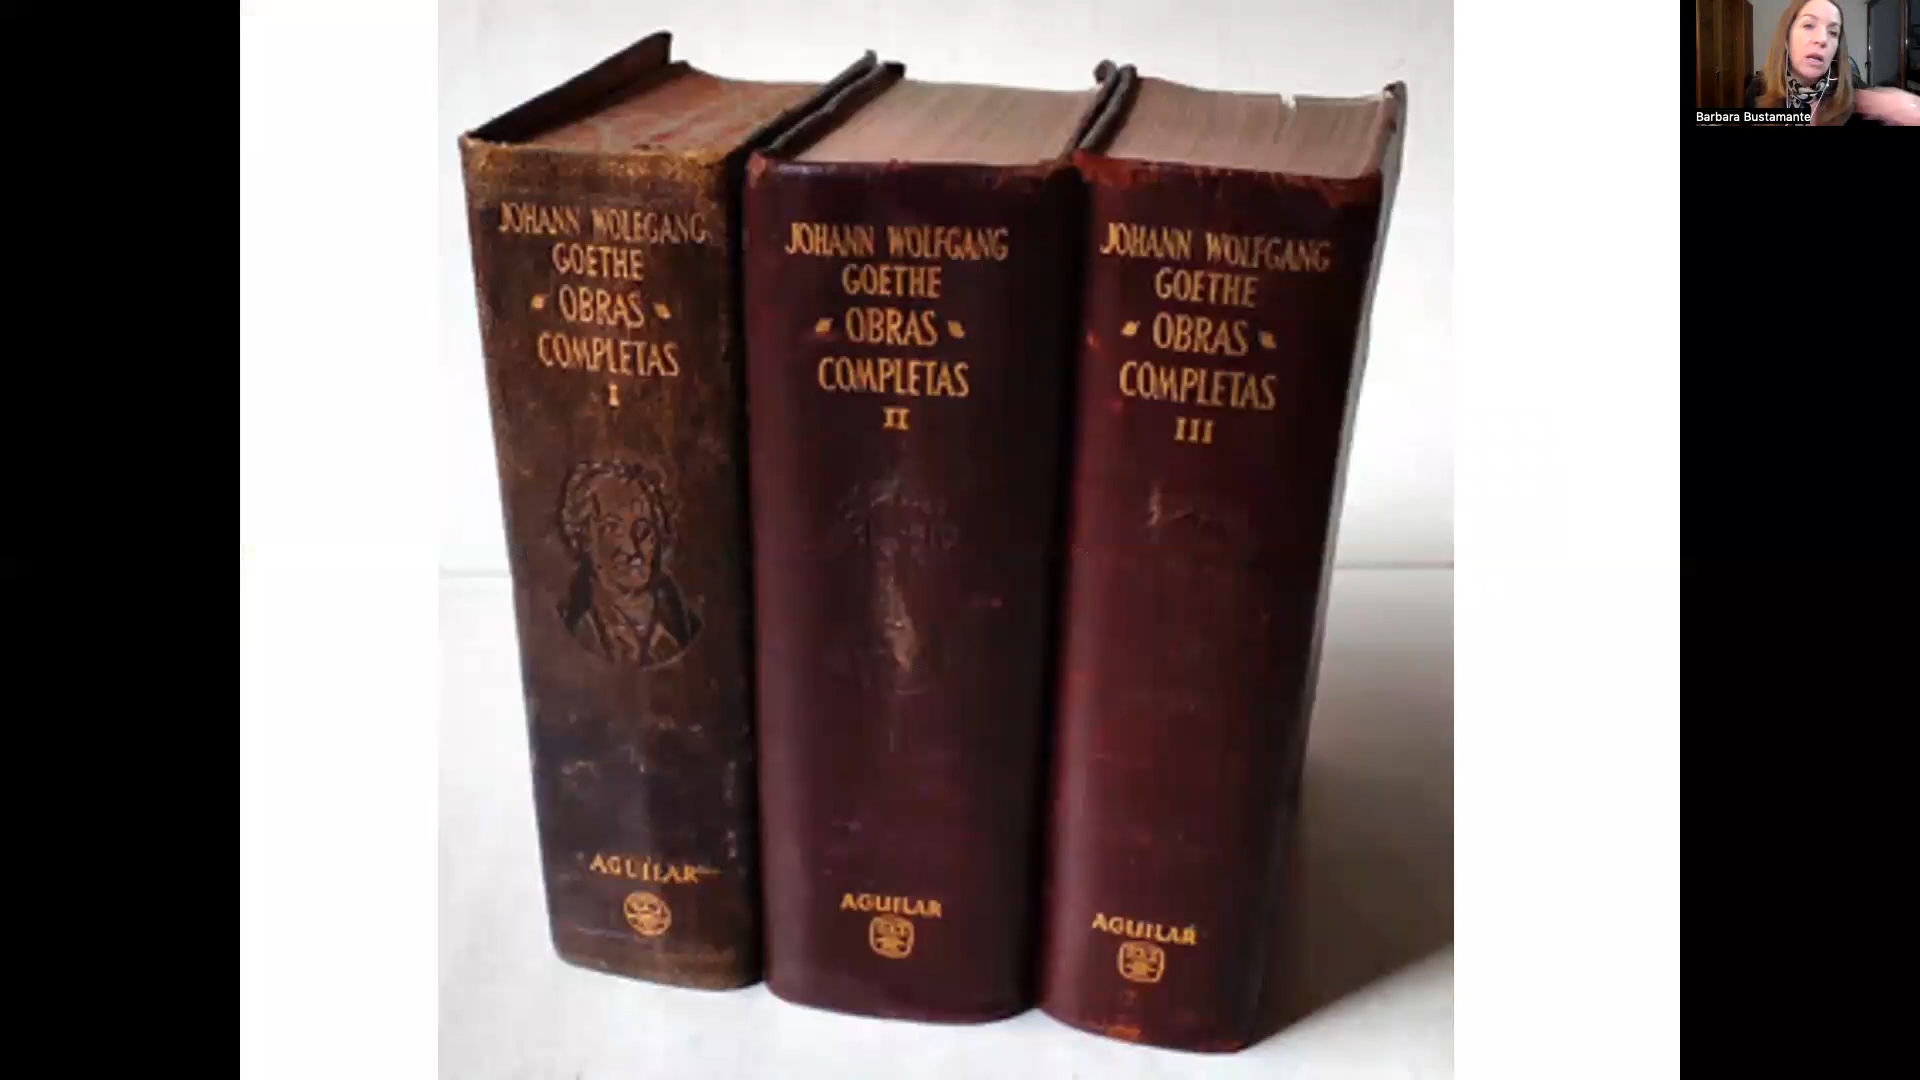 JOHANN WOLFGANG
GOETHE
OBRAS
COMPLETAS
I
AGUILAR
JOHANN WOLFGANG
GOETHE
OBRAS
COMPLETAS
II
AGUILAR
JOHANN WOLFGANG
GOETHE
OBRAS
COMPLETAS
III
AGUILAR
Barbara Bustamante